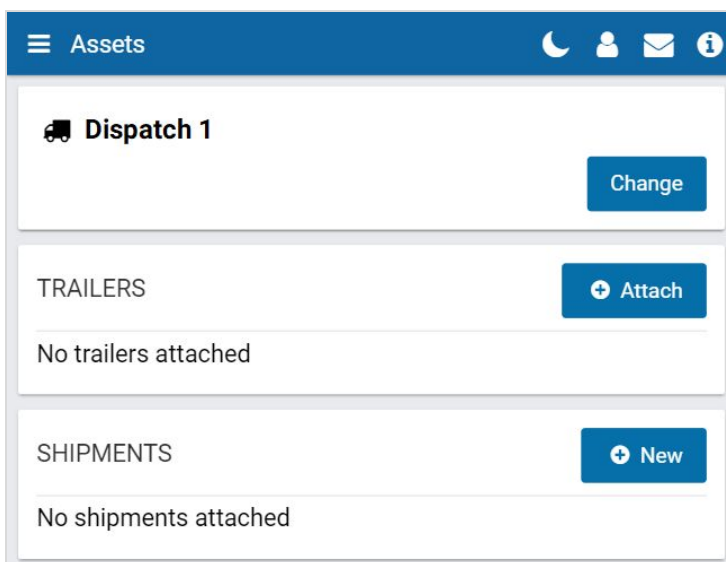 Assets
Dispatch 1
Change
TRAILERS
Attach
No trailers attached
SHIPMENTS
New
No shipments attached